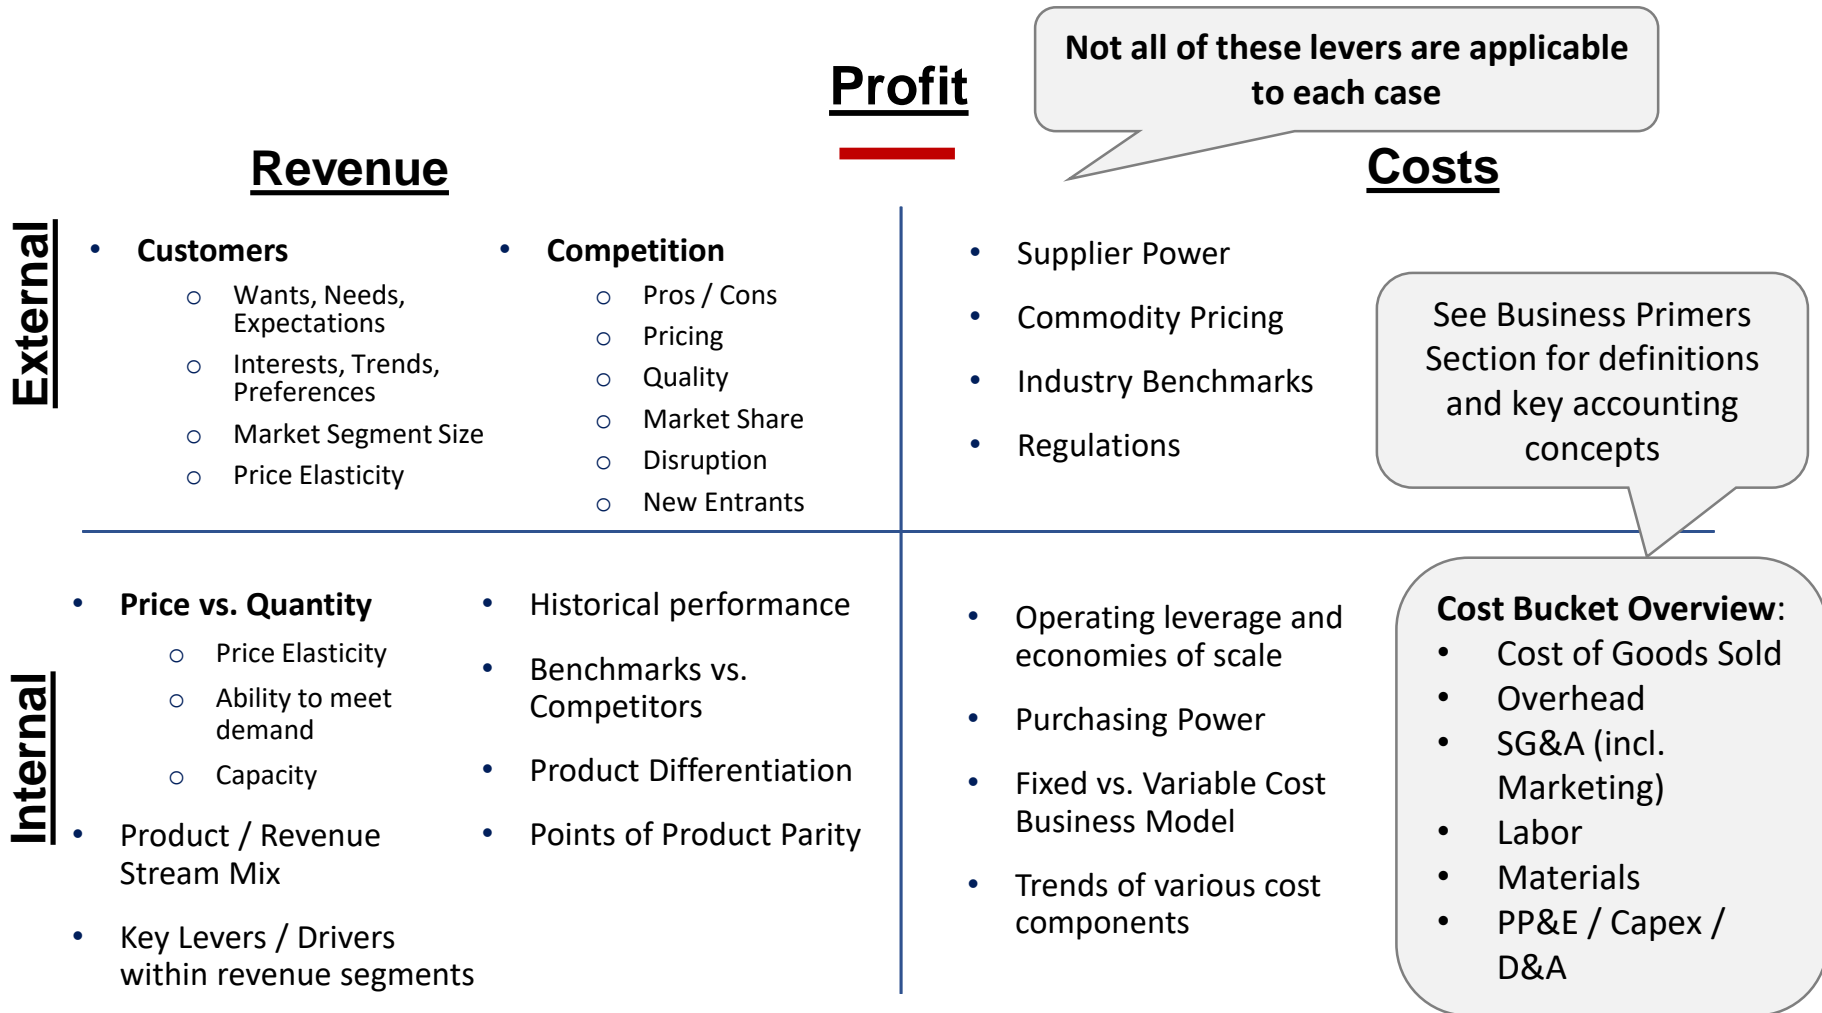 Profit
Not all of these levers are applicable
to each case
Revenue
Costs
External
• Customers
o Wants, Needs,
Expectations
o Interests, Trends,
Preferences
o Market Segment Size
o Price Elasticity
• Competition
o Pros / Cons
o Pricing
o Quality
o Market Share
o Disruption
o New Entrants
• Supplier Power
• Commodity Pricing
• Industry Benchmarks
• Regulations
See Business Primers
Section for definitions
and key accounting
concepts
Internal
• Price vs. Quantity
o Price Elasticity
o Ability to meet
demand
o Capacity
• Product / Revenue
Stream Mix
• Key Levers / Drivers
within revenue segments
• Historical performance
• Benchmarks vs.
Competitors
• Product Differentiation
• Points of Product Parity
• Operating leverage and
economies of scale
• Purchasing Power
• Fixed vs. Variable Cost
Business Model
• Trends of various cost
components
Cost Bucket Overview:
• Cost of Goods Sold
• Overhead
• SG&A (incl.
Marketing)
• Labor
• Materials
• PP&E / Capex /
D&A